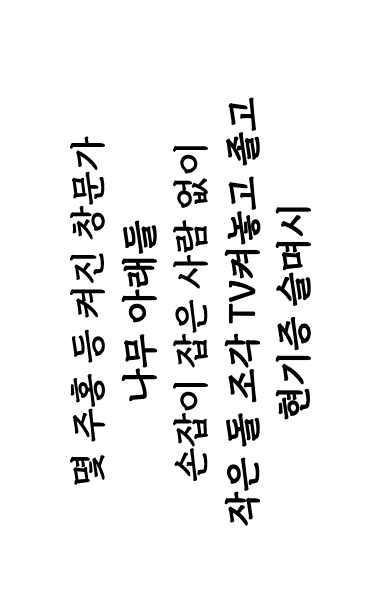 몇 주홍 등 켜진 창문가
나무 아래들
손잡이 잡은 사람 없이
작은 돌 조각 TV켜놓고 졸고
현기증 슬며시